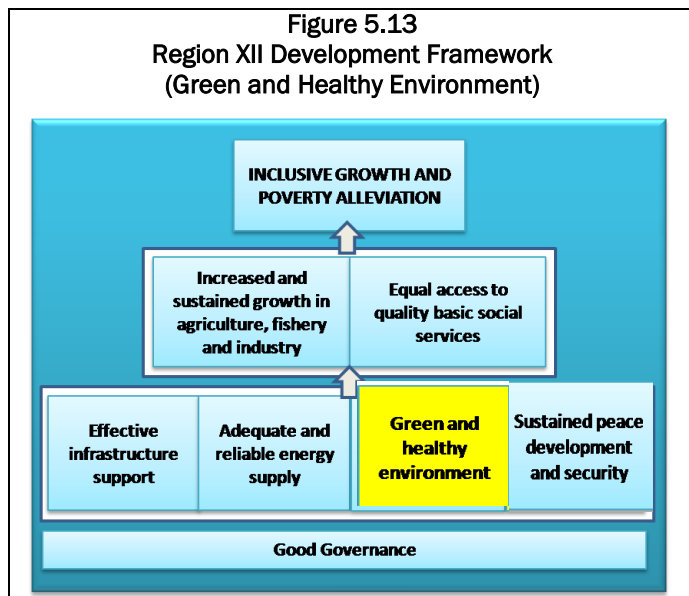 Figure 5.13
Region XII Development Framework
(Green and Healthy Environment)
INCLUSIVE GROWTH AND
POVERTY ALLEVIATION
Increased and
sustained growth in
agriculture, fishery
and industry
Equal access to
quality basic social
services
Effective
infrastructure
support
Adequate and
reliable energy
supply
Green and
healthy
environment
Sustained peace
development
and security
Good Governance